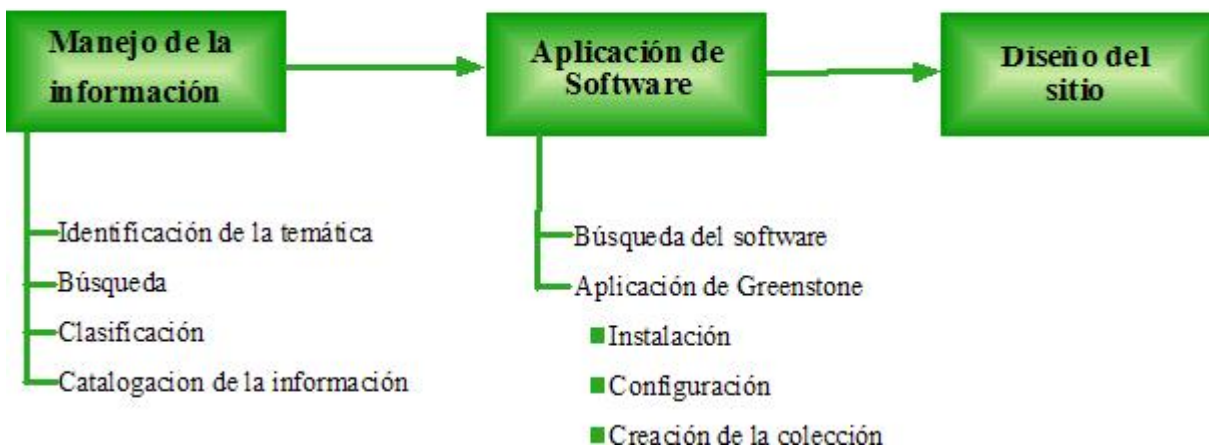 Manejo de la
información
Aplicación de
Software
Diseño del
sitio
Identificación de la temática
Búsqueda
Clasificación
Catalogacion de la información
Búsqueda del software
Aplicación de Greenstone
Instalación
Configuración
Creación de la colección